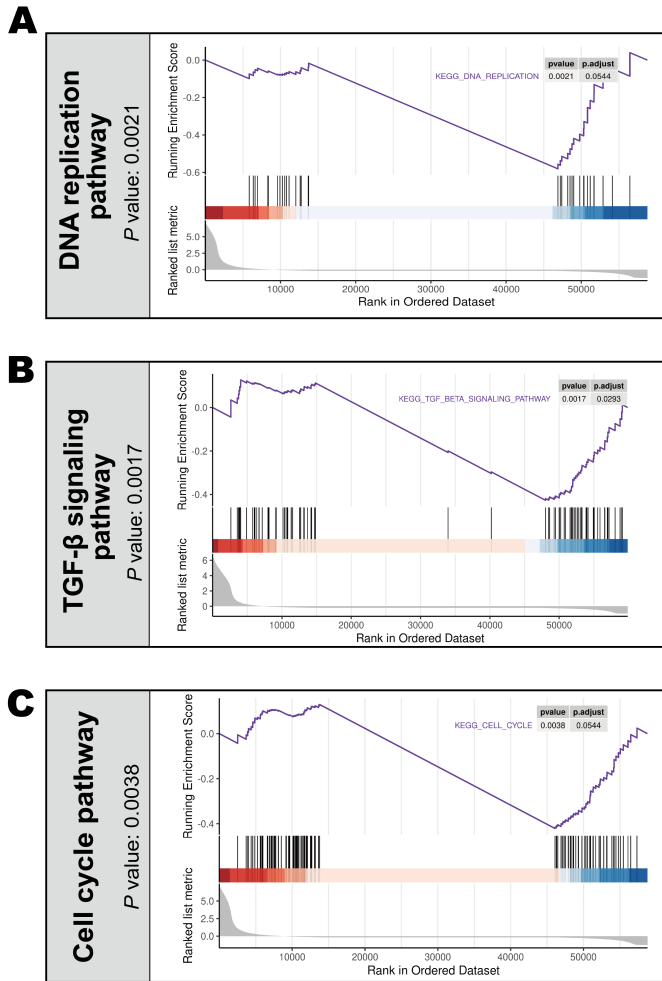 A
DNA replication
pathway
P value: 0.0021
Running Enrichment Score
0.0
-0.2
-0.4
-0.6
KEGG_DNA_REPLICATION
pvalue p.adjust
0.0021 0.0544
Ranked list metric
5.0
2.5
0.0
10000 20000 30000 40000 50000
Rank in Ordered Dataset
B
TGF-β signaling
pathway
P value: 0.0017
Running Enrichment Score
0.0
-0.2
-0.4
KEGG_TGF_BETA_SIGNALING_PATHWAY
pvalue p.adjust
0.0017 0.0293
Ranked list metric
6
4
2
0
10000 20000 30000 40000 50000
Rank in Ordered Dataset
C
Cell cycle pathway
P value: 0.0038
Running Enrichment Score
0.0
-0.2
-0.4
KEGG_CELL_CYCLE
pvalue p.adjust
0.0038 0.0544
Ranked list metric
5.0
2.5
0.0
10000 20000 30000 40000 50000
Rank in Ordered Dataset